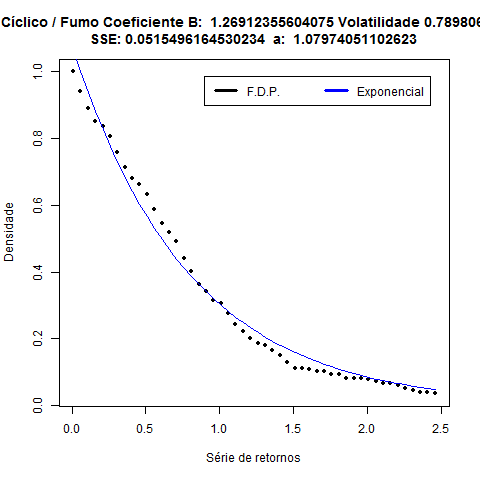 Cíclico / Fumo Coeficiente B: 1.26912355604075 Volatilidade 0.789806
SSE: 0.0515496164530234 a: 1.07974051102623
F.D.P.
Exponencial
Densidade
1.0
0.8
0.6
0.4
0.2
0.0
0.0 0.5 1.0 1.5 2.0 2.5
Série de retornos